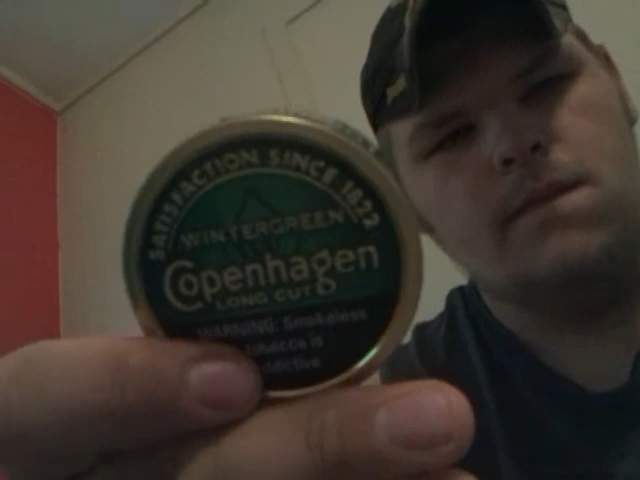 SATISFACTION SINCE 1822
WINTERGREEN
Copenhagen
LONG CUT
WARNING: Smokeless
tobacco is
addictive